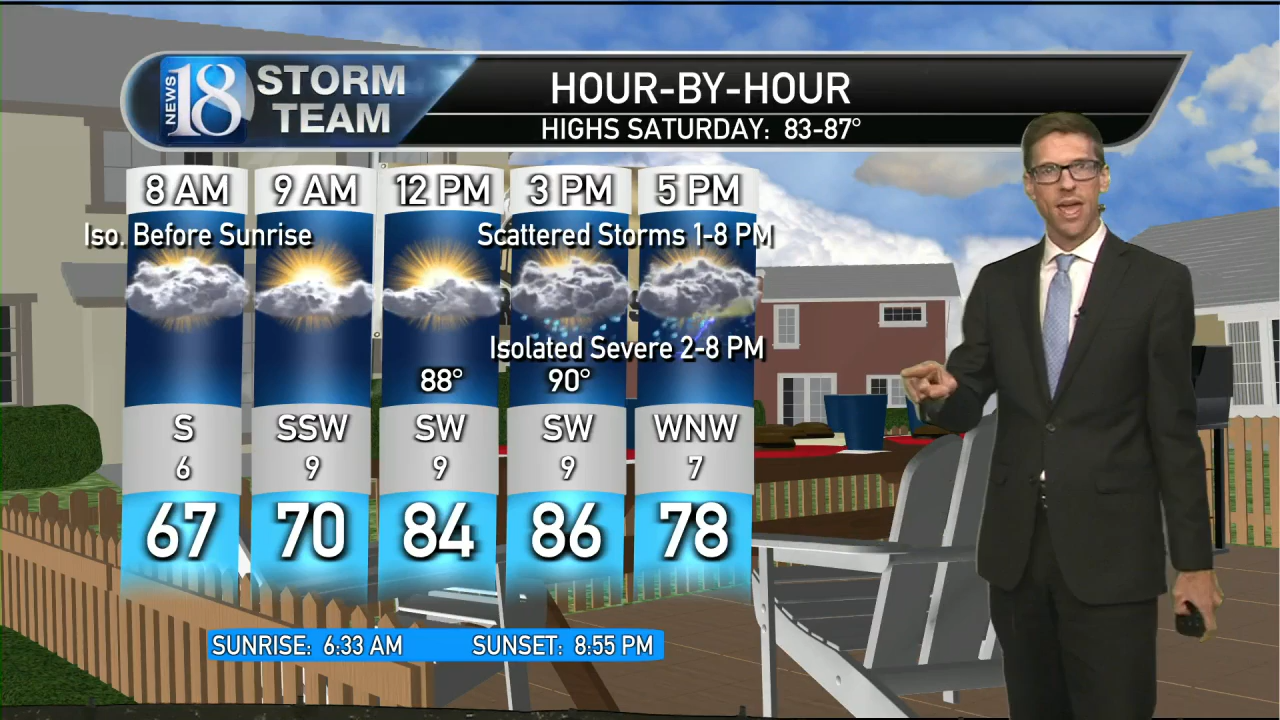 NEWS 18
STORM
TEAM
HOUR-BY-HOUR
HIGHS SATURDAY: 83-87°
8 AM 9 AM 12 PM 3 PM 5 PM
Iso. Before Sunrise Scattered Storms 1-8 PM
Isolated Severe 2-8 PM
88° 90°
S SSW SW SW WNW
6 9 9 9 7
67 70 84 86 78
SUNRISE: 6:33 AM SUNSET: 8:55 PM